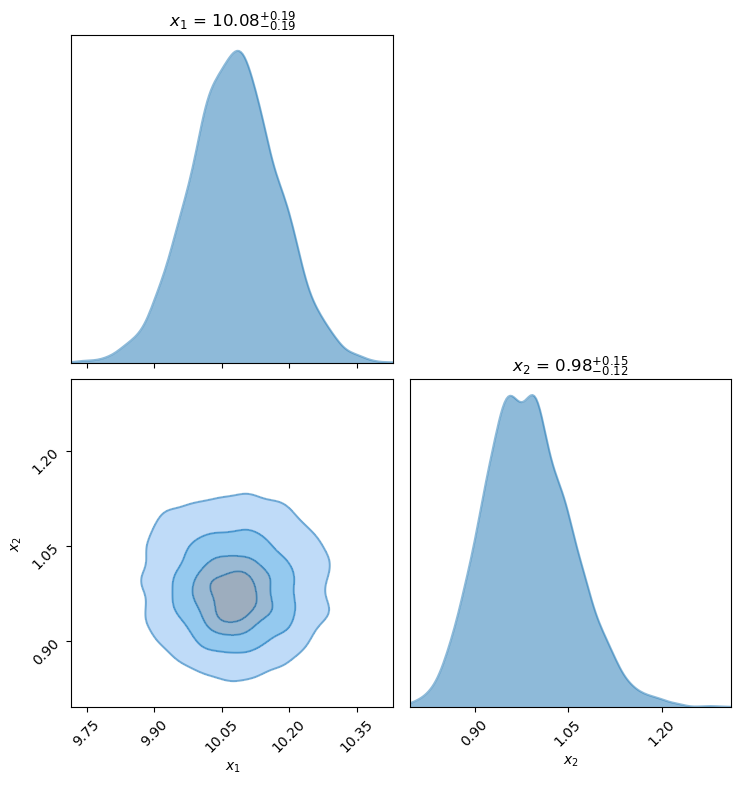 x₁ = 10.08⁺⁰·¹⁹₋₀.₁₉
x₂ = 0.98⁺⁰·¹⁵₋₀.₁₂
1.20
1.05
0.90
x₂
9.75 9.90 10.05 10.20 10.35
x₁
0.90 1.05 1.20
x₂